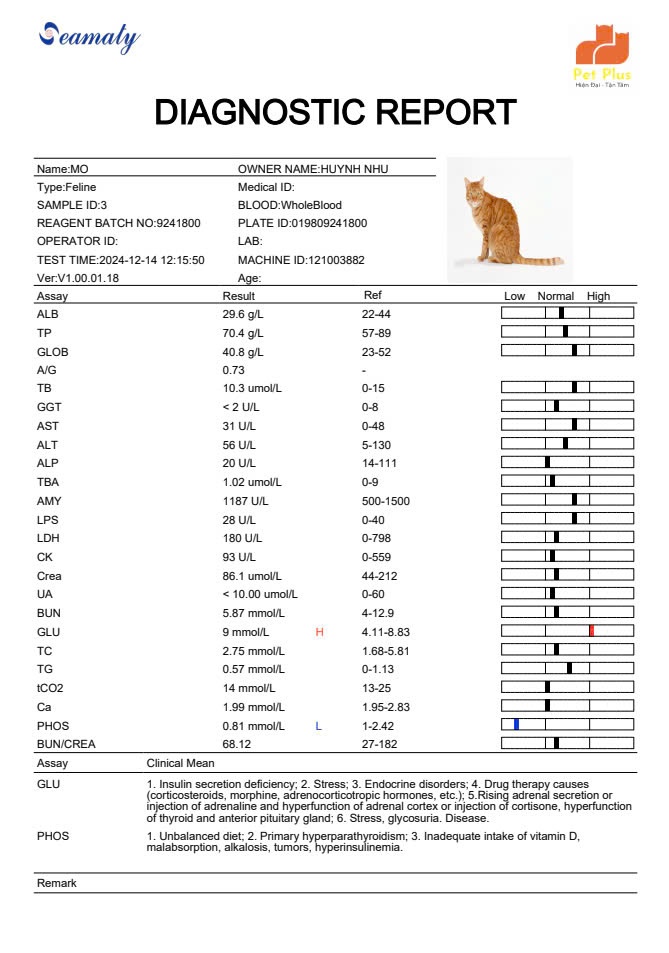 Seamaty
Pet Plus
Hiện Đại - Tận Tâm
DIAGNOSTIC REPORT
Name:MO OWNER NAME:HUYNH NHU
Type:Feline Medical ID:
SAMPLE ID:3 BLOOD:WholeBlood
REAGENT BATCH NO:9241800 PLATE ID:019809241800
OPERATOR ID: LAB:
TEST TIME:2024-12-14 12:15:50 MACHINE ID:121003882
Ver:V1.00.01.18 Age:
Assay Result Ref Low Normal High
ALB 29.6 g/L 22-44
TP 70.4 g/L 57-89
GLOB 40.8 g/L 23-52
A/G 0.73 -
TB 10.3 umol/L 0-15
GGT < 2 U/L 0-8
AST 31 U/L 0-48
ALT 56 U/L 5-130
ALP 20 U/L 14-111
TBA 1.02 umol/L 0-9
AMY 1187 U/L 500-1500
LPS 28 U/L 0-40
LDH 180 U/L 0-798
CK 93 U/L 0-559
Crea 86.1 umol/L 44-212
UA < 10.00 umol/L 0-60
BUN 5.87 mmol/L 4-12.9
GLU 9 mmol/L H 4.11-8.83
TC 2.75 mmol/L 1.68-5.81
TG 0.57 mmol/L 0-1.13
tCO2 14 mmol/L 13-25
Ca 1.99 mmol/L 1.95-2.83
PHOS 0.81 mmol/L L 1-2.42
BUN/CREA 68.12 27-182
Assay Clinical Mean
GLU 1. Insulin secretion deficiency; 2. Stress; 3. Endocrine disorders; 4. Drug therapy causes
(corticosteroids, morphine, adrenocorticotropic hormones, etc.); 5.Rising adrenal secretion or
injection of adrenaline and hyperfunction of adrenal cortex or injection of cortisone, hyperfunction
of thyroid and anterior pituitary gland; 6. Stress, glycosuria. Disease.
PHOS 1. Unbalanced diet; 2. Primary hyperparathyroidism; 3. Inadequate intake of vitamin D,
malabsorption, alkalosis, tumors, hyperinsulinemia.
Remark